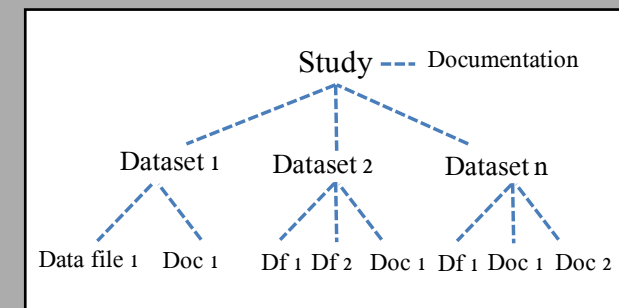 Study Documentation
Dataset 1 Dataset 2 Dataset n
Data file 1 Doc 1 Df 1 Df 2 Doc 1 Df 1 Doc 1 Doc 2